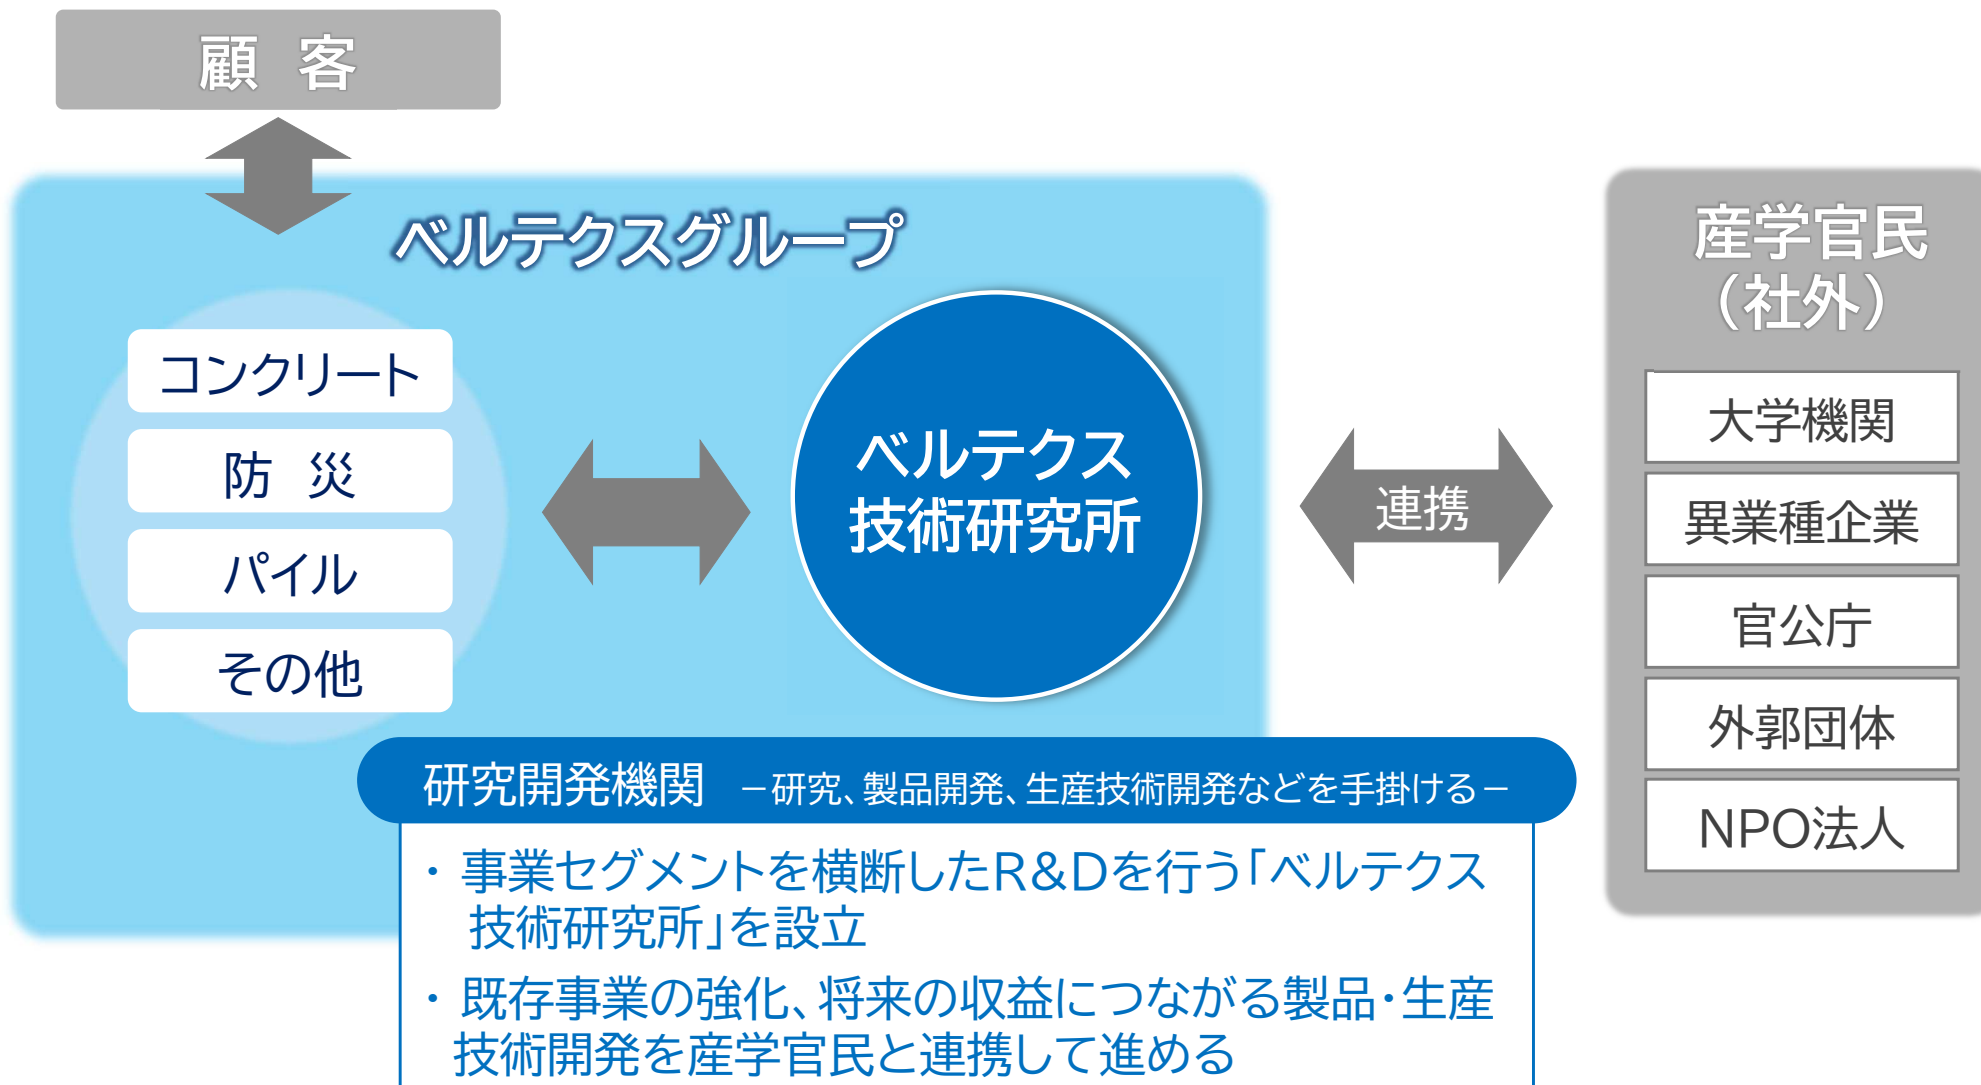 顧 客
ベルテクスグループ
コンクリート
防 災
パイル
その他
ベルテクス
技術研究所
連携
産学官民
（社外）
大学機関
異業種企業
官公庁
外郭団体
NPO法人
研究開発機関 －研究、製品開発、生産技術開発などを手掛ける－
・ 事業セグメントを横断したR&Dを行う「ベルテクス
技術研究所」を設立
・ 既存事業の強化、将来の収益につながる製品・生産
技術開発を産学官民と連携して進める